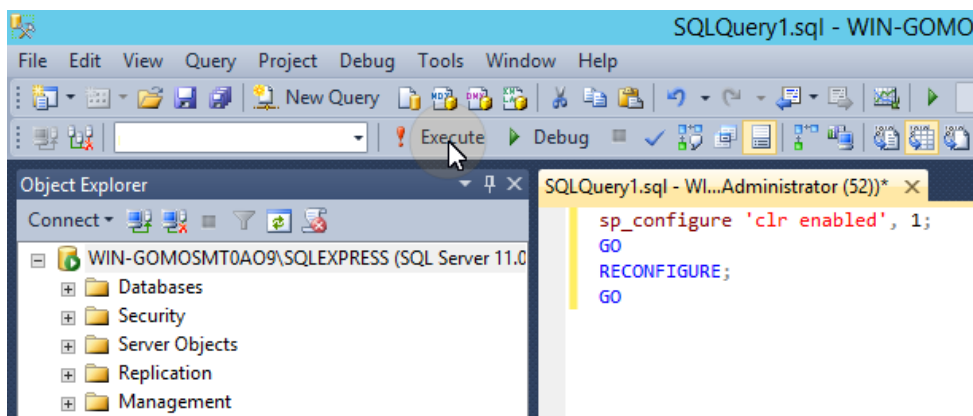 SQLQuery1.sql - WIN-GOMO
File Edit View Query Project Debug Tools Window Help
New Query MDX DMX
Execute Debug
Object Explorer
SQLQuery1.sql - WI...Administrator (52))*
Connect
sp_configure 'clr enabled', 1;
GO
RECONFIGURE;
GO
WIN-GOMOSMT0AO9\SQLEXPRESS (SQL Server 11.0
Databases
Security
Server Objects
Replication
Management